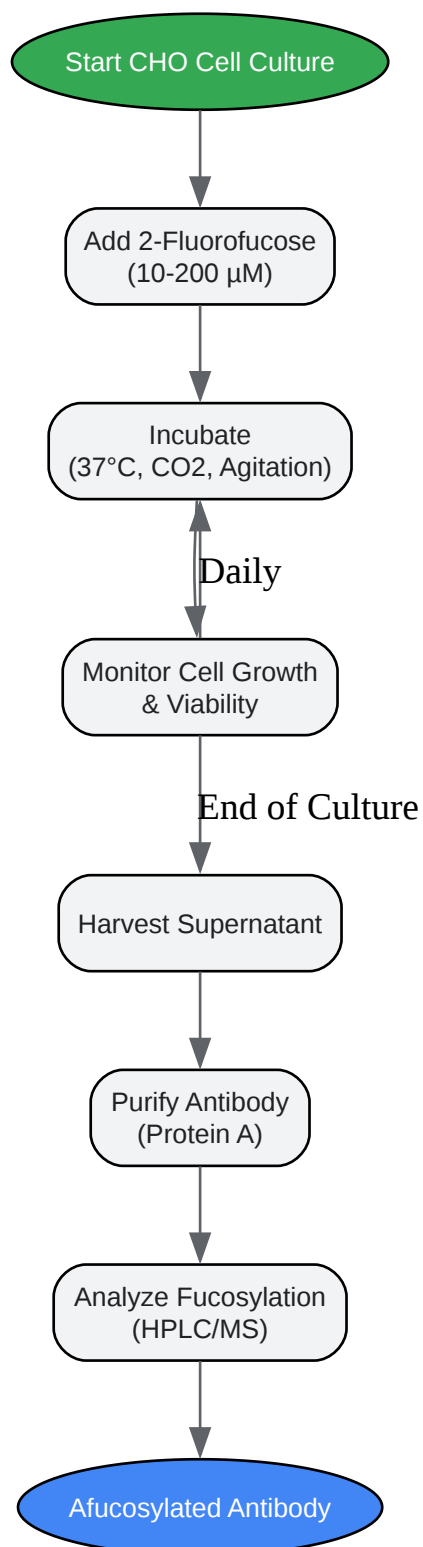 Start CHO Cell Culture
Add 2-Fluorofucose
(10-200 µM)
Incubate
(37°C, CO2, Agitation)
Daily
Monitor Cell Growth
& Viability
End of Culture
Harvest Supernatant
Purify Antibody
(Protein A)
Analyze Fucosylation
(HPLC/MS)
Afucosylated Antibody